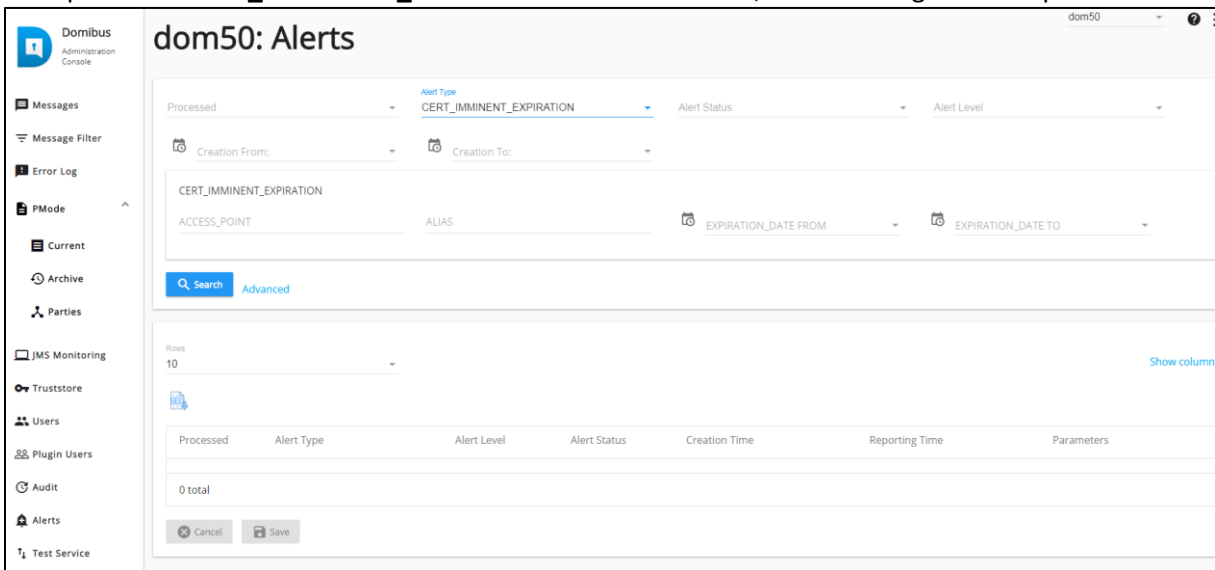 Domibus
Administration
Console
Messages
Message Filter
Error Log
PMode
Current
Archive
Parties
JMS Monitoring
Truststore
Users
Plugin Users
Audit
Alerts
Test Service
dom50
dom50: Alerts
Processed
Alert Type
CERT_IMMINENT_EXPIRATION
Alert Status
Alert Level
Creation From:
Creation To:
CERT_IMMINENT_EXPIRATION
ACCESS_POINT
ALIAS
EXPIRATION_DATE FROM
EXPIRATION_DATE TO
Search
Advanced
Rows
10
Show column
Processed Alert Type Alert Level Alert Status Creation Time Reporting Time Parameters
0 total
Cancel
Save